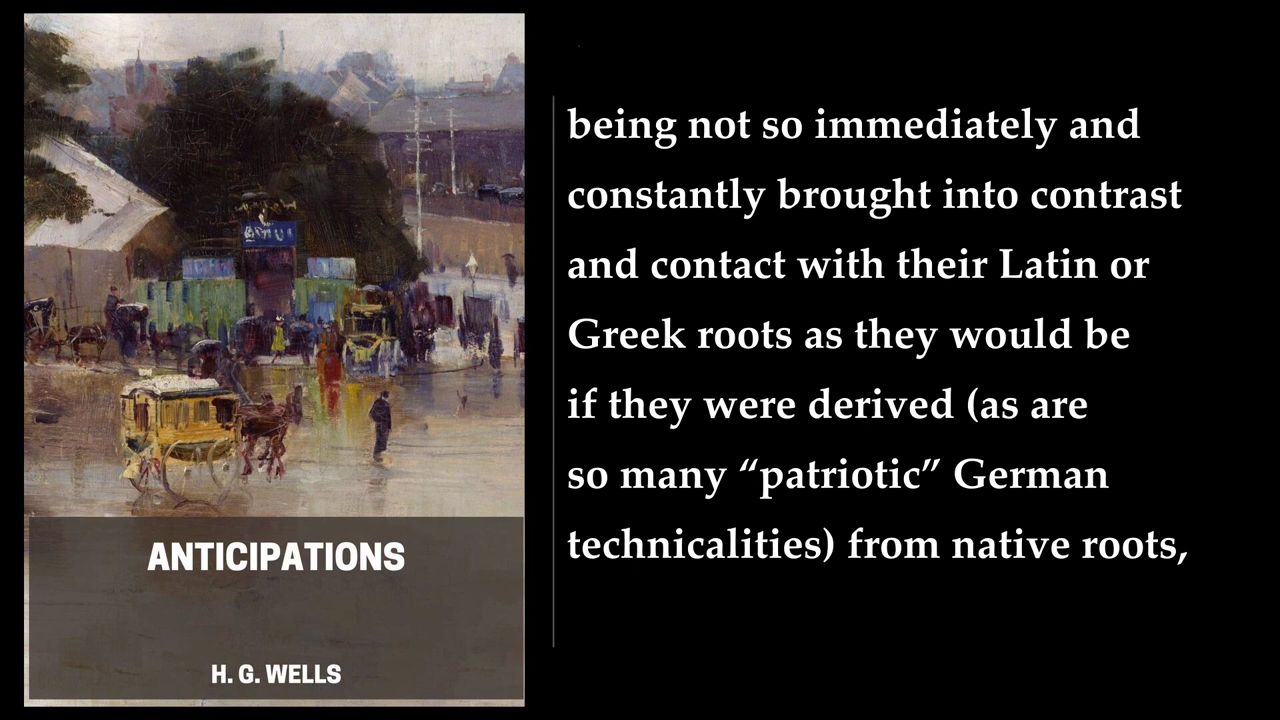 ANTICIPATIONS
H. G. WELLS
being not so immediately and
constantly brought into contrast
and contact with their Latin or
Greek roots as they would be
if they were derived (as are
so many “patriotic” German
technicalities) from native roots,